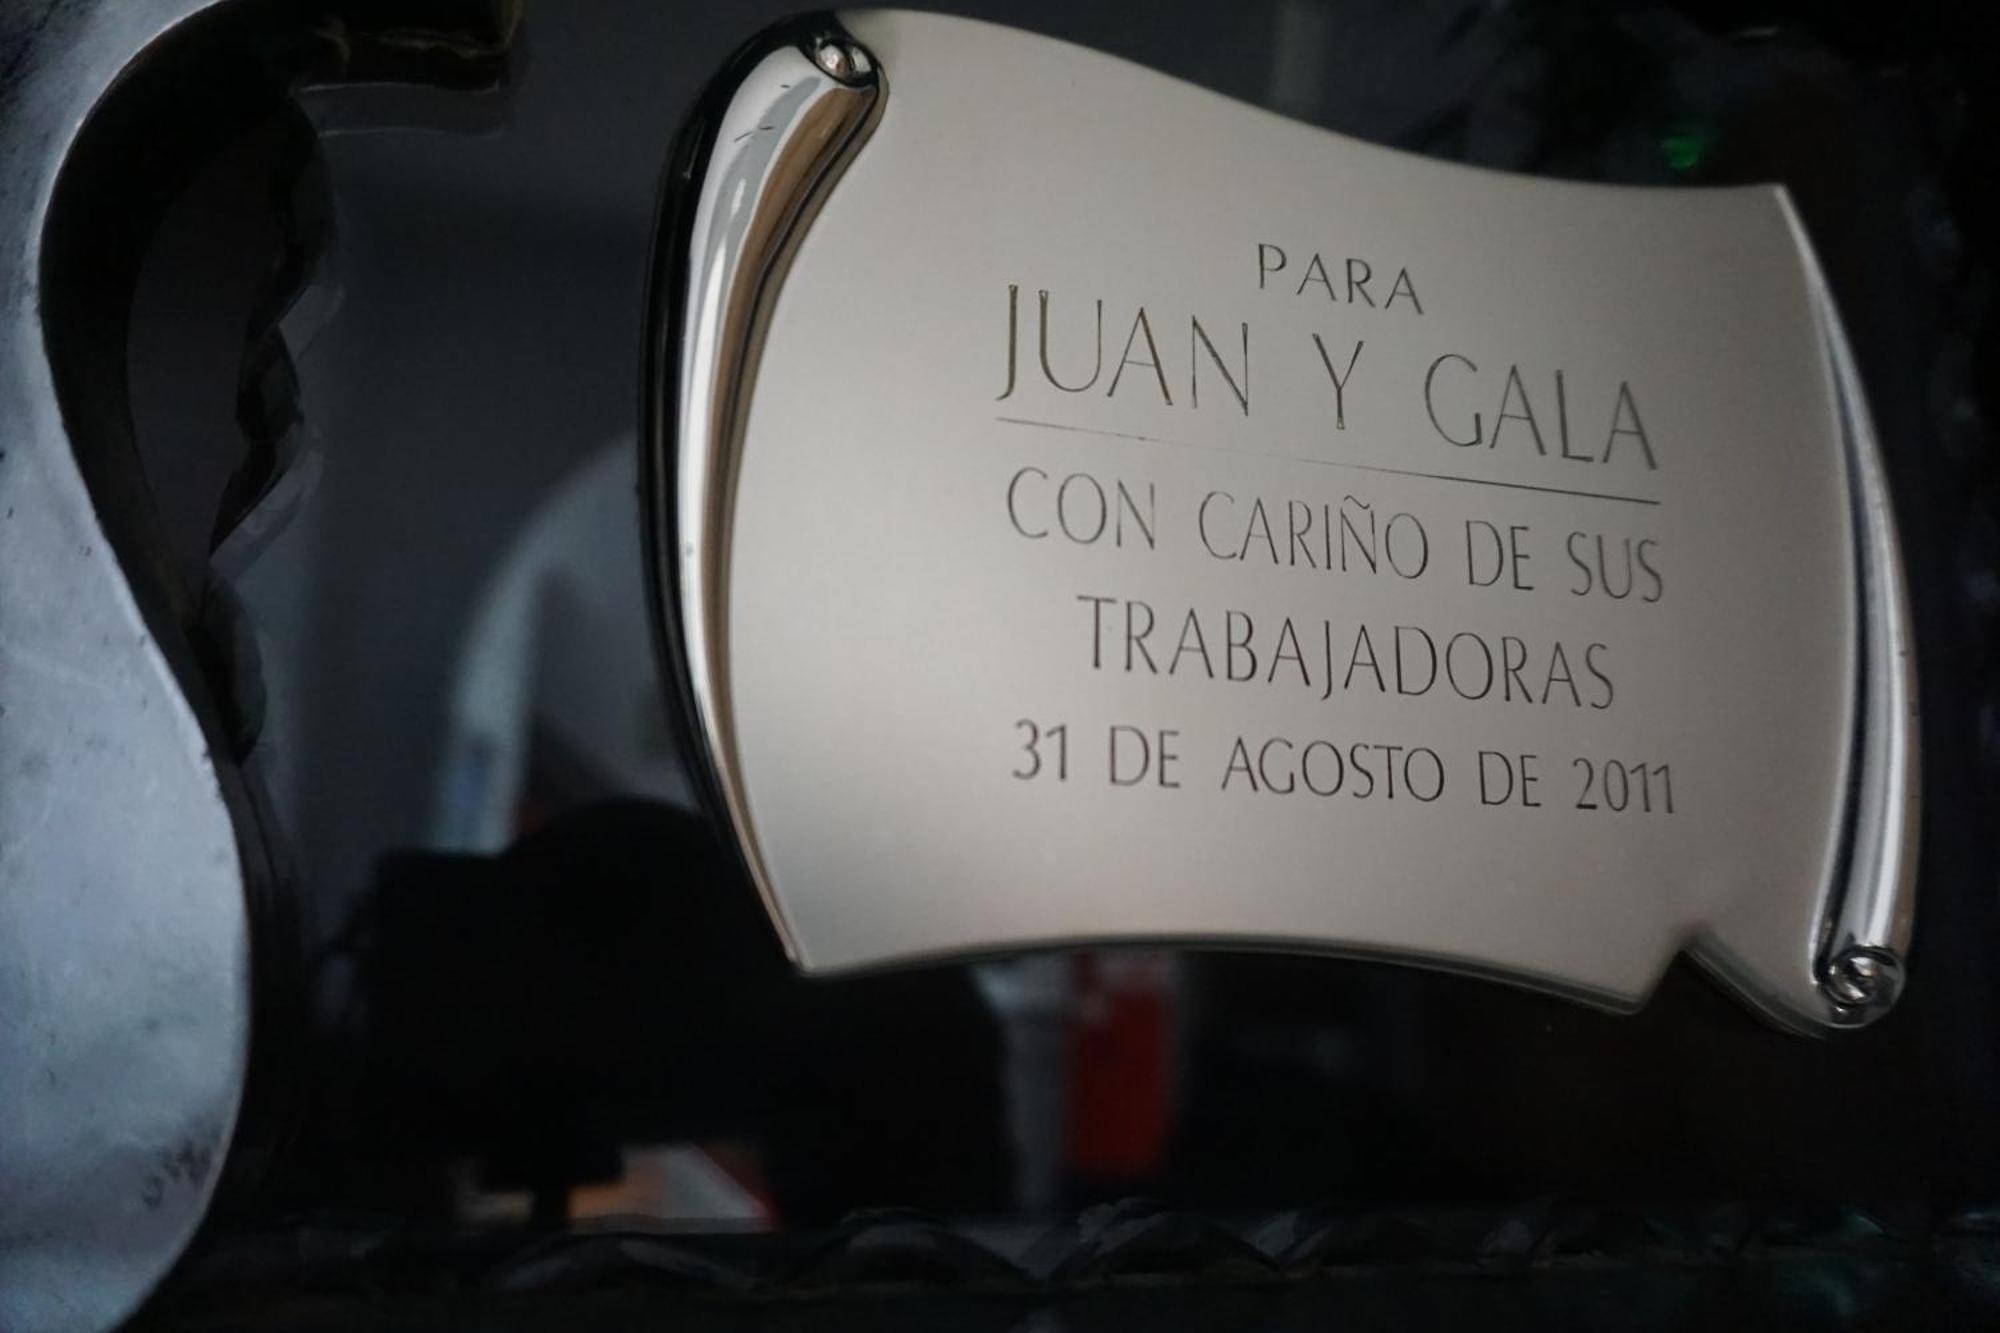 PARA
JUAN Y GALA
CON CARIÑO DE SUS
TRABAJADORAS
31 DE AGOSTO DE 2011